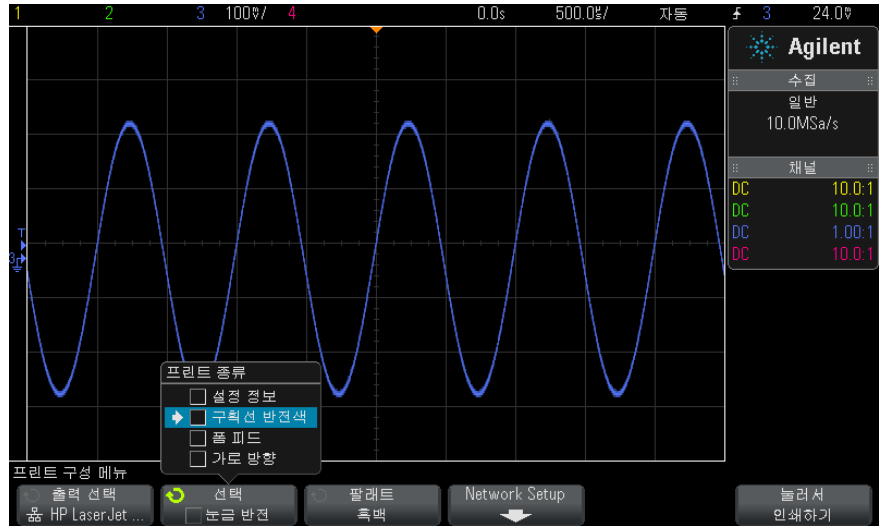 1 2 3 100mV/ 4 0.0s 500.0µs/ 자동 3 24.0mV
Agilent
수집
일반
10.0MSa/s
채널
DC 10.0:1
DC 10.0:1
DC 1.00:1
DC 10.0:1
T
3
프린트 종류
설정 정보
구획선 반전색
폼 피드
가로 방향
프린트 구성 메뉴
출력 선택
HP LaserJet ...
선택
눈금 반전
팔래트
흑백
Network Setup
눌러서
인쇄하기